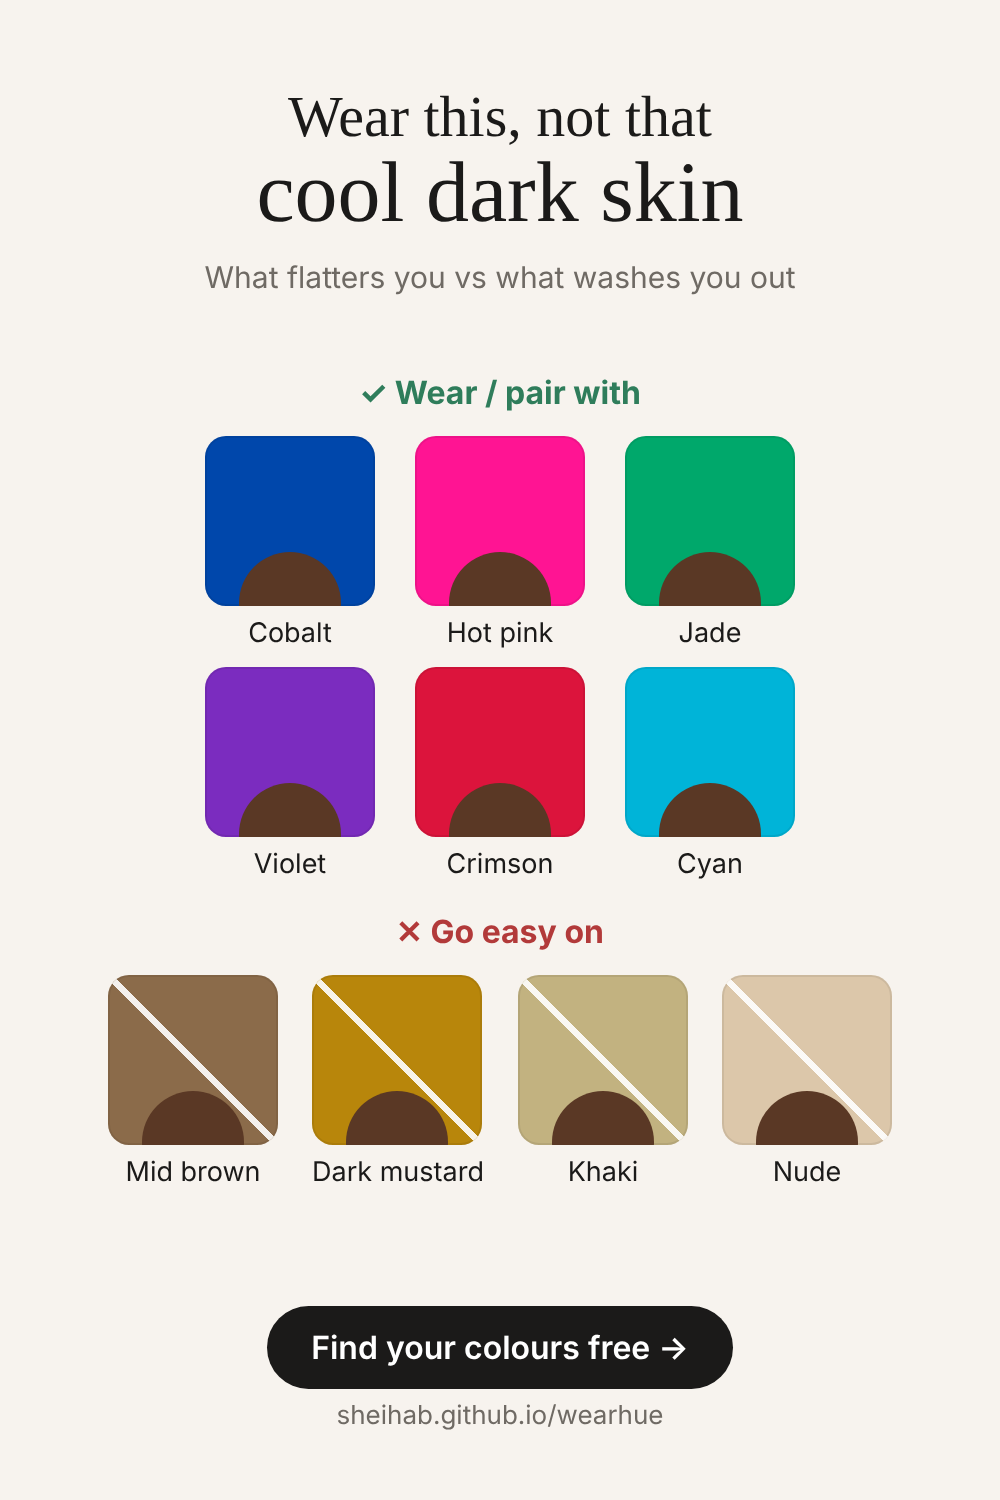 Wear this, not that
cool dark skin
What flatters you vs what washes you out
✓ Wear / pair with
Cobalt Hot pink Jade
Violet Crimson Cyan
✕ Go easy on
Mid brown Dark mustard Khaki Nude
Find your colours free →
sheihab.github.io/wearhue